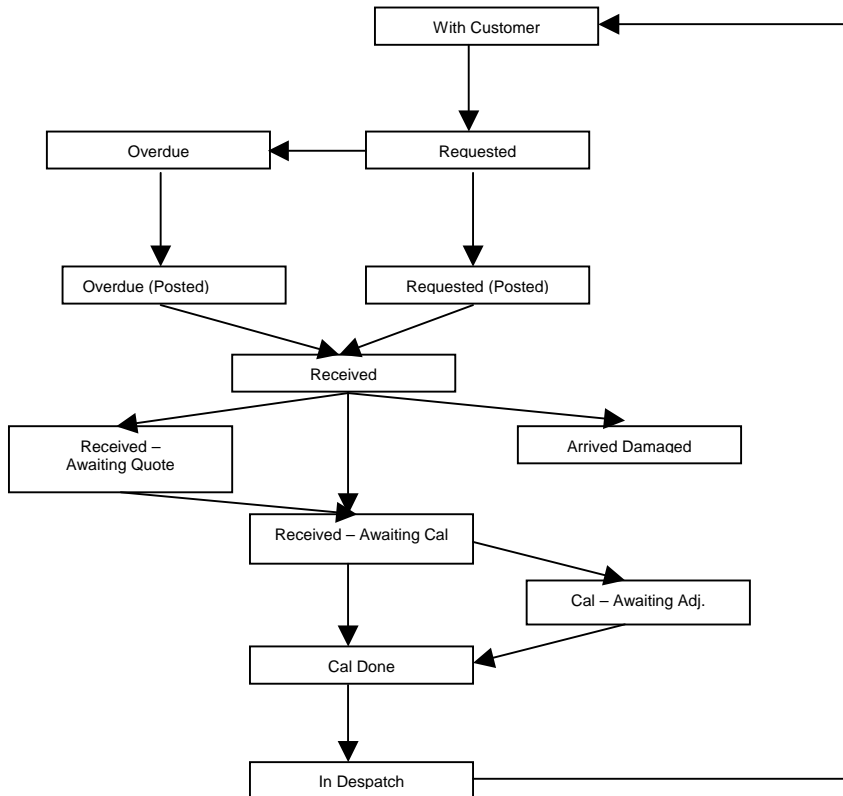 With Customer
Overdue
Requested
Overdue (Posted)
Requested (Posted)
Received
Received –
Awaiting Quote
Arrived Damaged
Received – Awaiting Cal
Cal – Awaiting Adj.
Cal Done
In Despatch